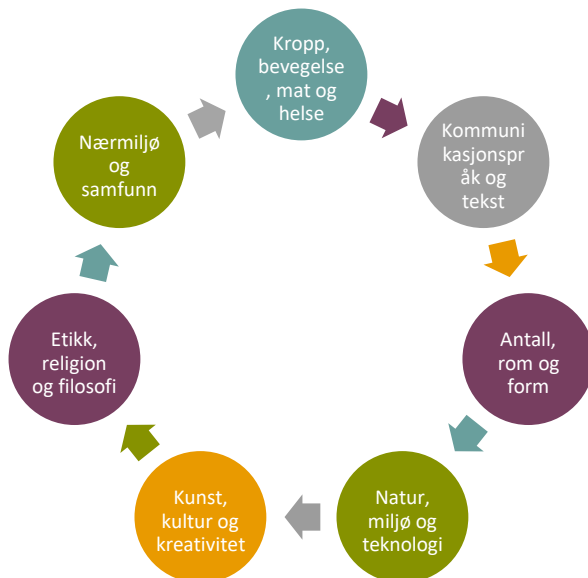 Kropp,
bevegelse
, mat og
helse
Kommuni
kasjonspr
åk og
tekst
Antall,
rom og
form
Natur,
miljø og
teknologi
Kunst,
kultur og
kreativitet
Etikk,
religion
og filosofi
Nærmiljø
og
samfunn